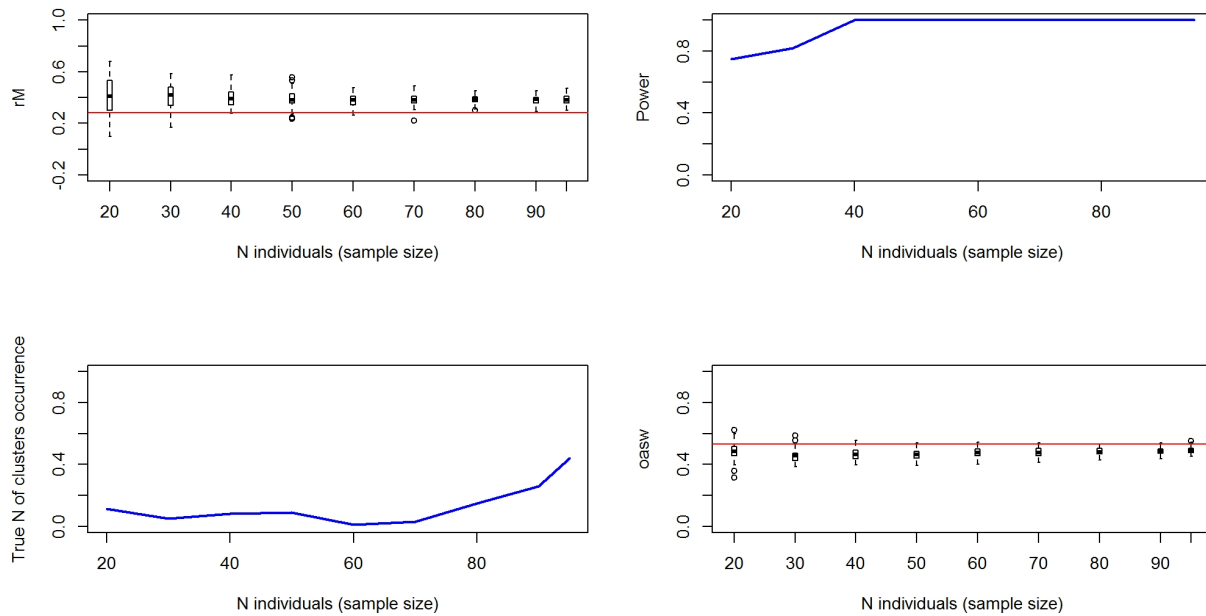 rM
-0.2 0.2 0.6 1.0
20 30 40 50 60 70 80 90
N individuals (sample size)
Power
0.0 0.4 0.8
20 40 60 80
N individuals (sample size)
True N of clusters occurrence
0.0 0.4 0.8
20 40 60 80
N individuals (sample size)
oasw
0.0 0.4 0.8
20 30 40 50 60 70 80 90
N individuals (sample size)